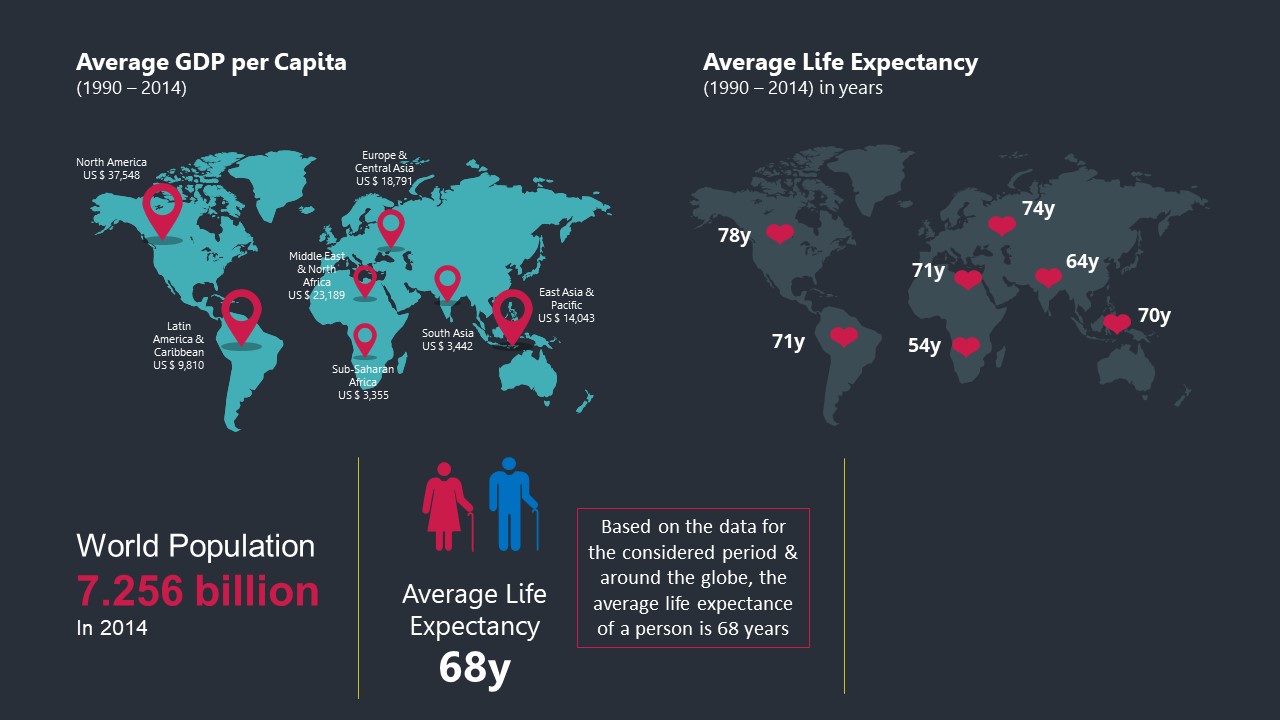 Average GDP per Capita
(1990 – 2014)
North America
US $ 37,548
Europe &
Central Asia
US $ 18,791
Middle East
& North
Africa
US $ 23,189
East Asia &
Pacific
US $ 14,043
Latin
America &
Caribbean
US $ 9,810
South Asia
US $ 3,442
Sub-Saharan
Africa
US $ 3,355
Average Life Expectancy
(1990 – 2014) in years
74y
78y
64y
71y
70y
71y
54y
World Population
7.256 billion
In 2014
Average Life
Expectancy
68y
Based on the data for
the considered period &
around the globe, the
average life expectance
of a person is 68 years